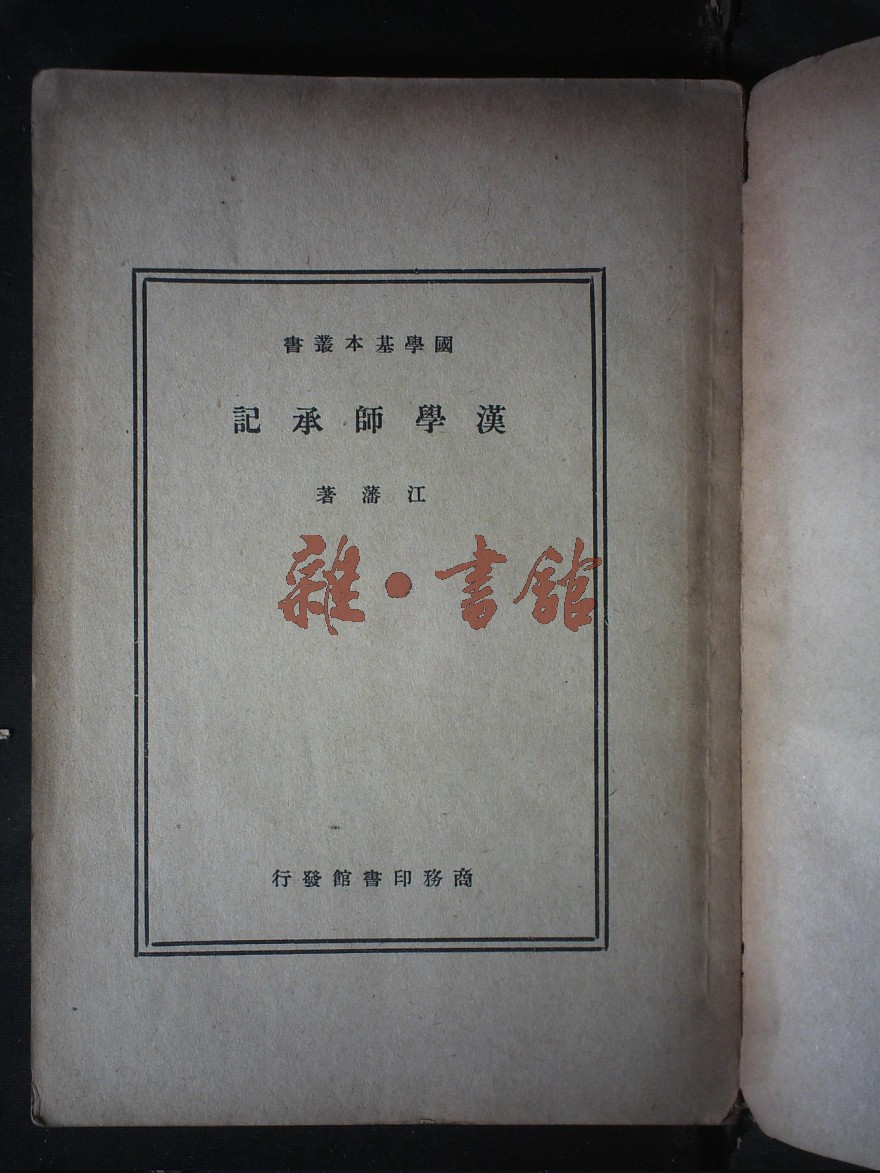 國學基本叢書
漢學師承記
江藩著
雜·書館
商務印書館發行